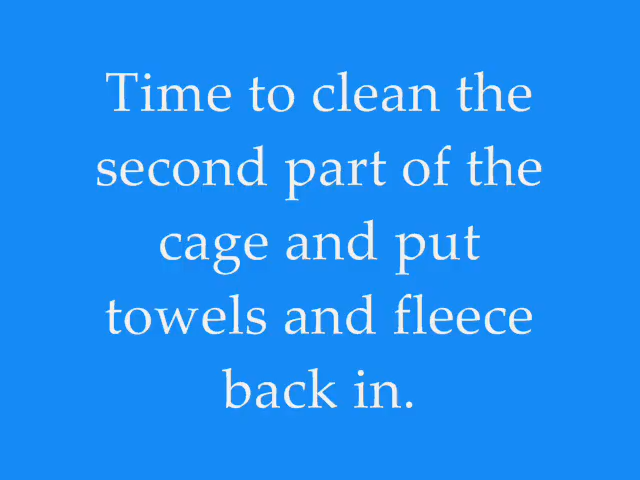 Time to clean the
second part of the
cage and put
towels and fleece
back in.